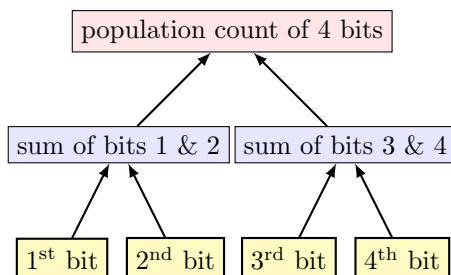 population count of 4 bits
sum of bits 1 & 2
sum of bits 3 & 4
1st bit
2nd bit
3rd bit
4th bit